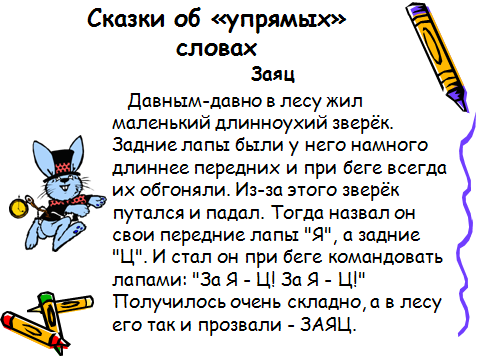 Сказки об «упрямых»
словах
Заяц
Давным-давно в лесу жил
маленький длинноухий зверёк.
Задние лапы были у него намного
длиннее передних и при беге всегда
их обгоняли. Из-за этого зверёк
путался и падал. Тогда назвал он
свои передние лапы "Я", а задние
"Ц". И стал он при беге командовать
лапами: "За Я - Ц! За Я - Ц!"
Получилось очень складно, а в лесу
его так и прозвали - ЗАЯЦ.